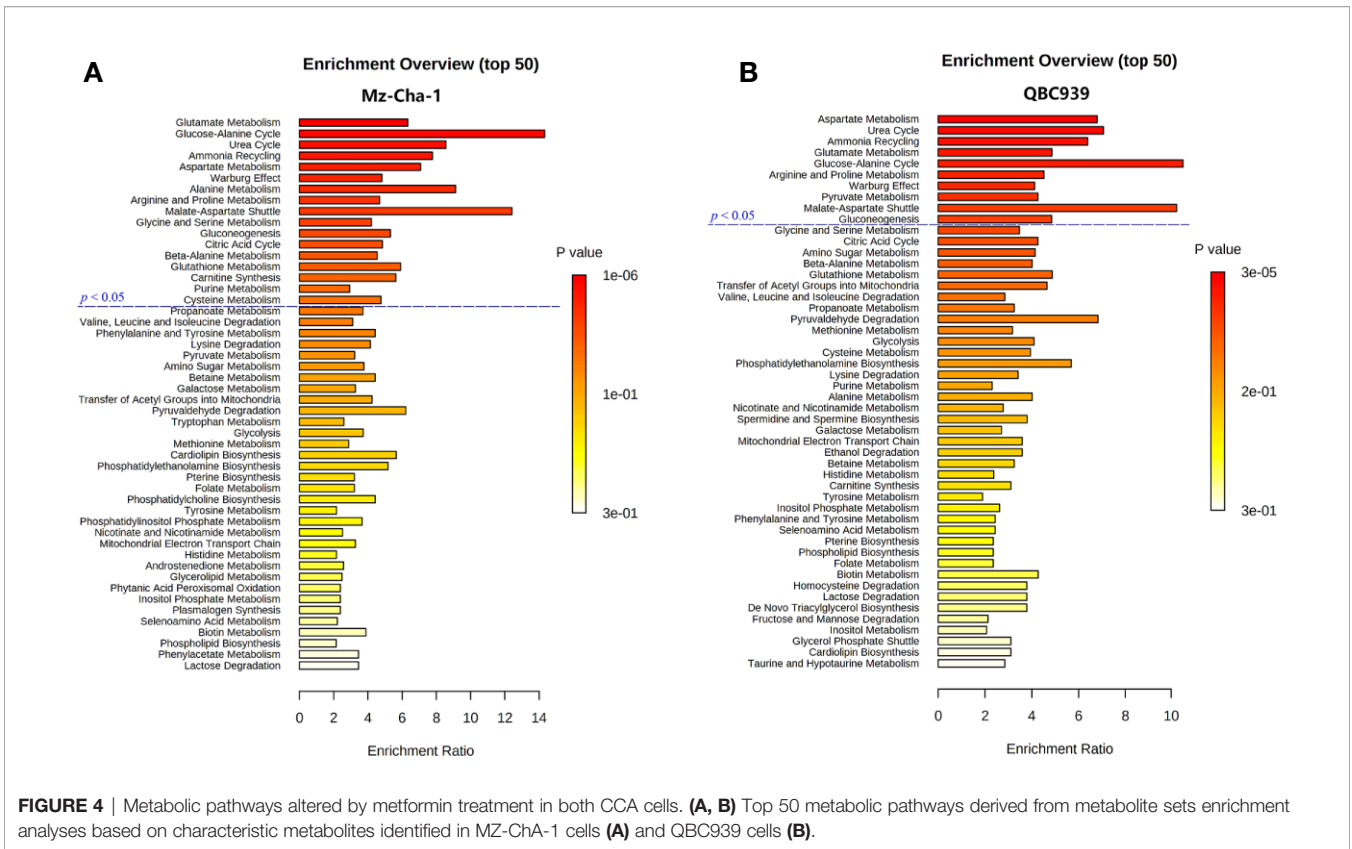 A
Enrichment Overview (top 50)
Mz-Cha-1
Glutamate Metabolism
Glucose-Alanine Cycle
Urea Cycle
Ammonia Recycling
Aspartate Metabolism
Warburg Effect
Alanine Metabolism
Arginine and Proline Metabolism
Malate-Aspartate Shuttle
Glycine and Serine Metabolism
Gluconeogenesis
Citric Acid Cycle
Beta-Alanine Metabolism
Glutathione Metabolism
Carnitine Synthesis
Purine Metabolism
Cysteine Metabolism
p < 0.05
Propanoate Metabolism
Valine, Leucine and Isoleucine Degradation
Phenylalanine and Tyrosine Metabolism
Lysine Degradation
Pyruvate Metabolism
Amino Sugar Metabolism
Betaine Metabolism
Galactose Metabolism
Transfer of Acetyl Groups into Mitochondria
Pyruvaldehyde Degradation
Tryptophan Metabolism
Glycolysis
Methionine Metabolism
Cardiolipin Biosynthesis
Phosphatidylethanolamine Biosynthesis
Pterine Biosynthesis
Folate Metabolism
Phosphatidylcholine Biosynthesis
Tyrosine Metabolism
Phosphatidylinositol Phosphate Metabolism
Nicotinate and Nicotinamide Metabolism
Mitochondrial Electron Transport Chain
Histidine Metabolism
Androstenedione Metabolism
Glycerolipid Metabolism
Phytanic Acid Peroxisomal Oxidation
Inositol Phosphate Metabolism
Plasmalogen Synthesis
Selenoamino Acid Metabolism
Biotin Metabolism
Phospholipid Biosynthesis
Phenylacetate Metabolism
Lactose Degradation
0 2 4 6 8 10 12 14
Enrichment Ratio
P value
1e-06
1e-01
3e-01
B
Enrichment Overview (top 50)
QBC939
Aspartate Metabolism
Urea Cycle
Ammonia Recycling
Glutamate Metabolism
Glucose-Alanine Cycle
Arginine and Proline Metabolism
Warburg Effect
Pyruvate Metabolism
Malate-Aspartate Shuttle
Gluconeogenesis
p < 0.05
Glycine and Serine Metabolism
Citric Acid Cycle
Amino Sugar Metabolism
Beta-Alanine Metabolism
Glutathione Metabolism
Transfer of Acetyl Groups into Mitochondria
Valine, Leucine and Isoleucine Degradation
Propanoate Metabolism
Pyruvaldehyde Degradation
Methionine Metabolism
Glycolysis
Cysteine Metabolism
Phosphatidylethanolamine Biosynthesis
Lysine Degradation
Purine Metabolism
Alanine Metabolism
Nicotinate and Nicotinamide Metabolism
Spermidine and Spermine Biosynthesis
Galactose Metabolism
Mitochondrial Electron Transport Chain
Ethanol Degradation
Betaine Metabolism
Histidine Metabolism
Carnitine Synthesis
Tyrosine Metabolism
Inositol Phosphate Metabolism
Phenylalanine and Tyrosine Metabolism
Selenoamino Acid Metabolism
Pterine Biosynthesis
Phospholipid Biosynthesis
Folate Metabolism
Biotin Metabolism
Homocysteine Degradation
Lactose Degradation
De Novo Triacylglycerol Biosynthesis
Fructose and Mannose Degradation
Inositol Metabolism
Glycerol Phosphate Shuttle
Cardiolipin Biosynthesis
Taurine and Hypotaurine Metabolism
0 2 4 6 8 10
Enrichment Ratio
P value
3e-05
2e-01
3e-01
FIGURE 4 | Metabolic pathways altered by metformin treatment in both CCA cells. (A, B) Top 50 metabolic pathways derived from metabolite sets enrichment
analyses based on characteristic metabolites identified in MZ-ChA-1 cells (A) and QBC939 cells (B).